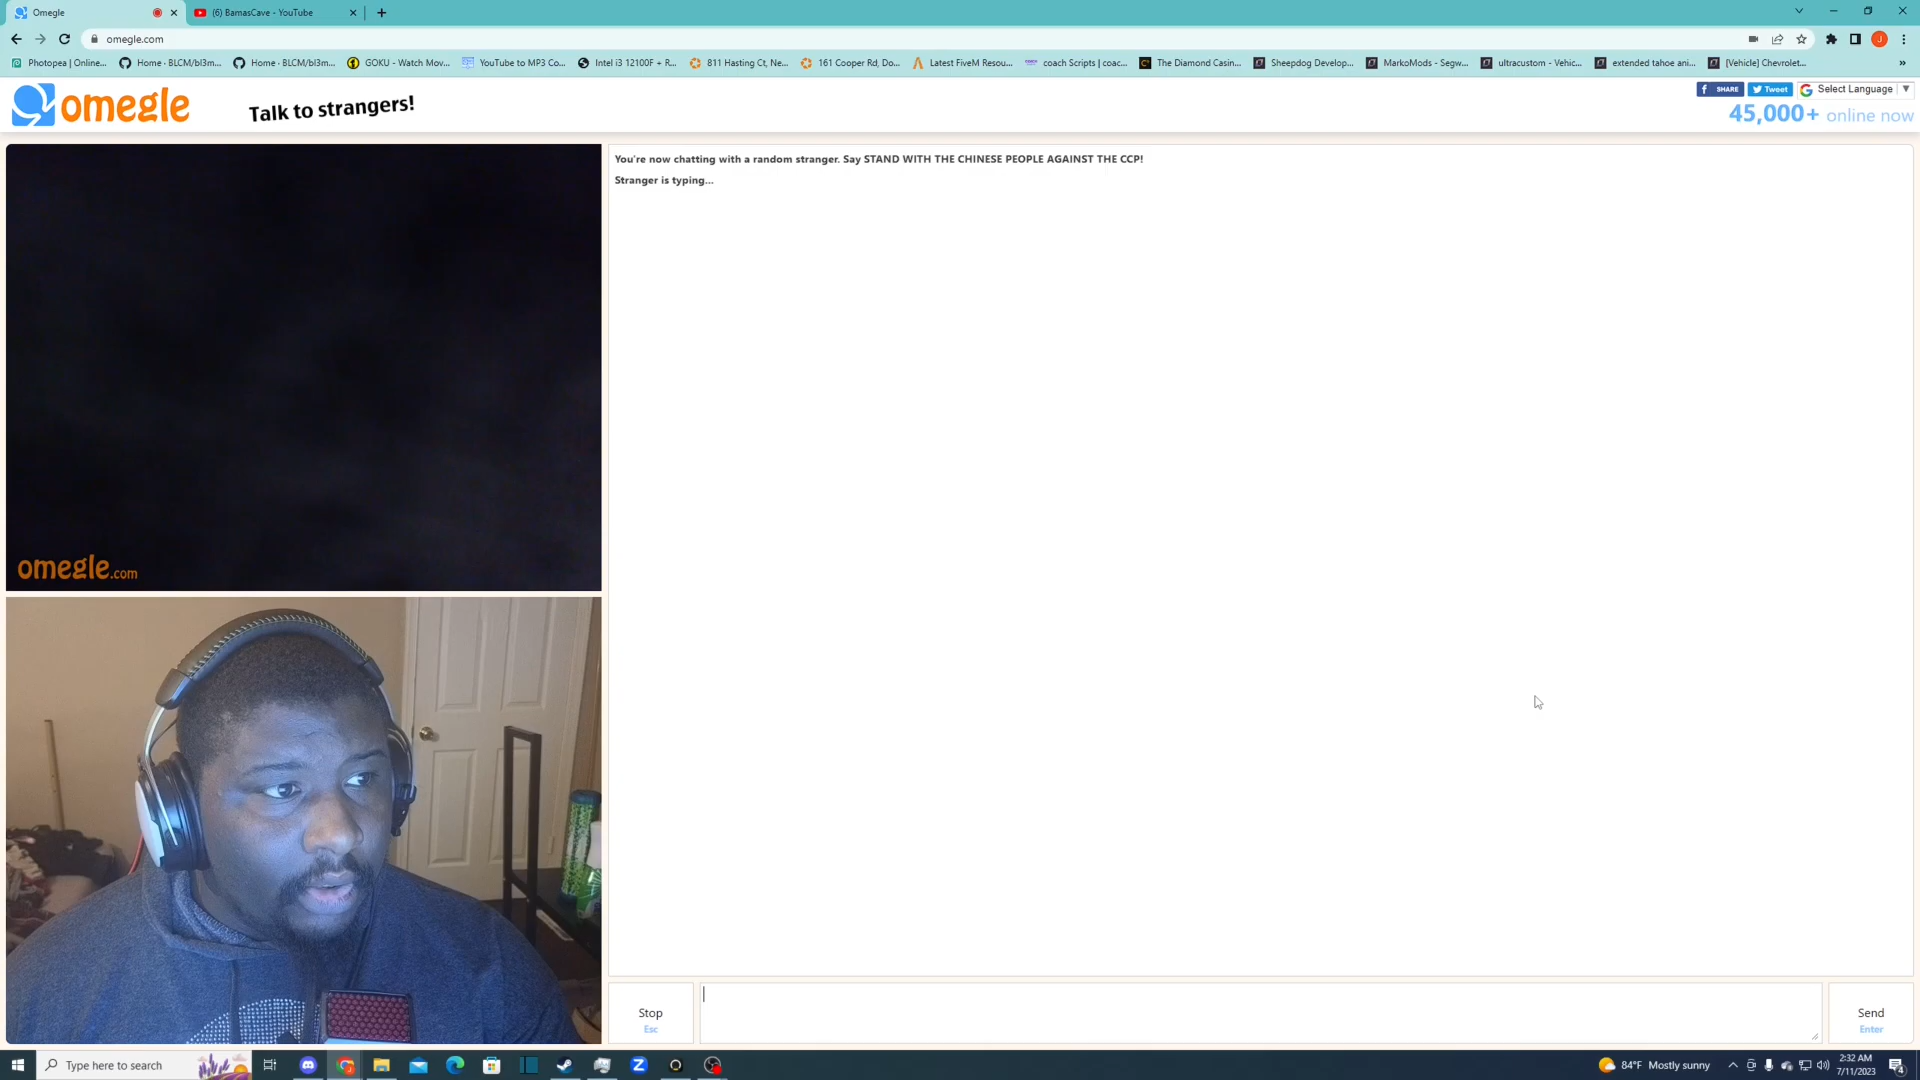 Omegle
(6) BamasCave - YouTube
omegle.com
Photopea | Online...
Home · BLCM/bl3m...
Home · BLCM/bl3m...
GOKU - Watch Mov...
YouTube to MP3 Co...
Intel i3 12100F + R...
811 Hasting Ct, Ne...
161 Cooper Rd, Do...
Latest FiveM Resou...
coach Scripts | coac...
The Diamond Casin...
Sheepdog Develop...
MarkoMods - Segw...
ultracustom - Vehic...
extended tahoe ani...
[Vehicle] Chevrolet...
omegle
Talk to strangers!
SHARE
Tweet
Select Language
45,000+ online now
You're now chatting with a random stranger. Say STAND WITH THE CHINESE PEOPLE AGAINST THE CCP!
Stranger is typing...
omegle.com
Stop
Esc
Send
Enter
Type here to search
84°F Mostly sunny
2:32 AM
7/11/2023
4